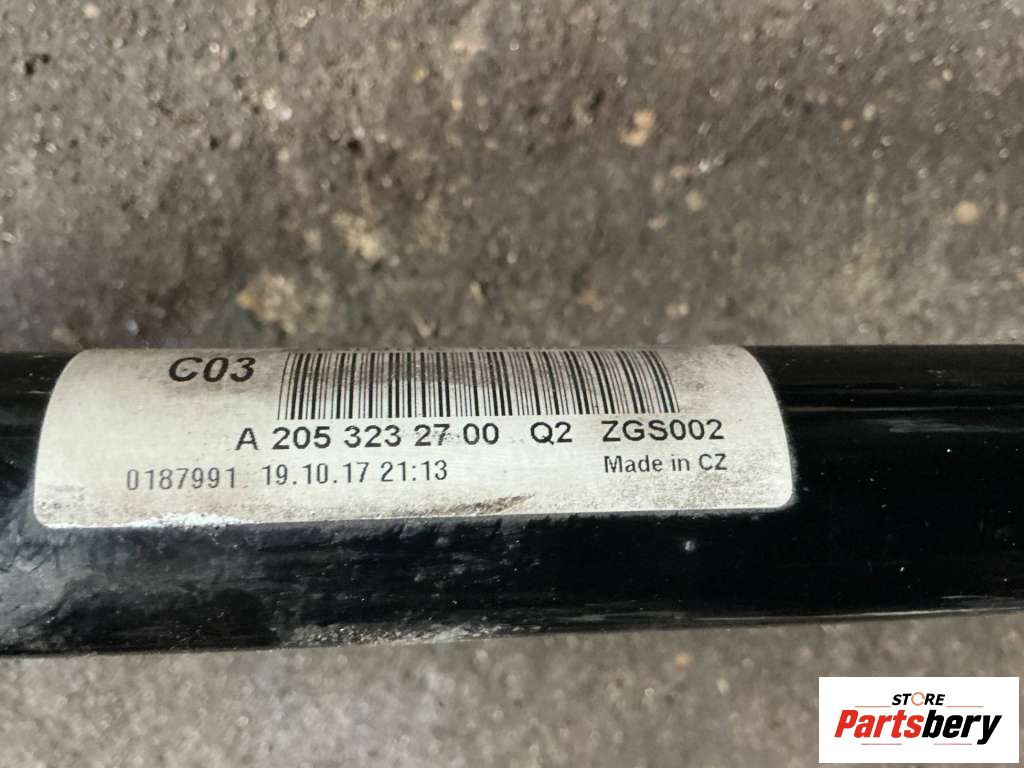 C03
A 205 323 27 00 Q2 ZGS002
0187991 19.10.17 21:13 Made in CZ
STORE
Partsbery